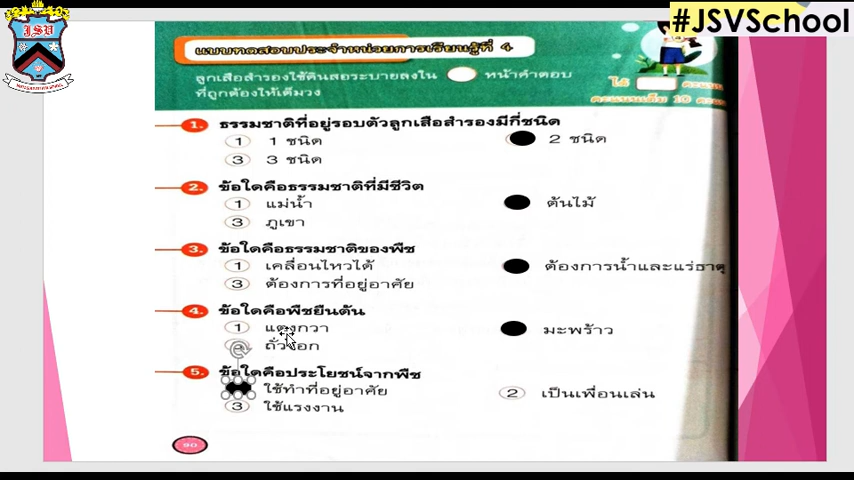 #JSVSchool
JSV
แบบทดสอบประจำหน่วยการเรียนรู้ที่ 4
ลูกเสือสำรองใช้ดินสอระบายลงใน หน้าคำตอบ
ที่ถูกต้องให้เต็มวง
ได้ คะแนน
คะแนนเต็ม 10 คะ
1. ธรรมชาติที่อยู่รอบตัวลูกเสือสำรองมีกี่ชนิด
1 1 ชนิด 2 ชนิด
3 3 ชนิด
2. ข้อใดคือธรรมชาติที่มีชีวิต
1 แม่น้ำ ต้นไม้
3 ภูเขา
3. ข้อใดคือธรรมชาติของพืช
1 เคลื่อนไหวได้ ต้องการน้ำและแร่ธาตุ
3 ต้องการที่อยู่อาศัย
4. ข้อใดคือพืชยืนต้น
1 แตงกวา มะพร้าว
ถั่วงอก
5. ข้อใดคือประโยชน์จากพืช
ใช้ทำที่อยู่อาศัย 2 เป็นเพื่อนเล่น
3 ใช้แรงงาน
90